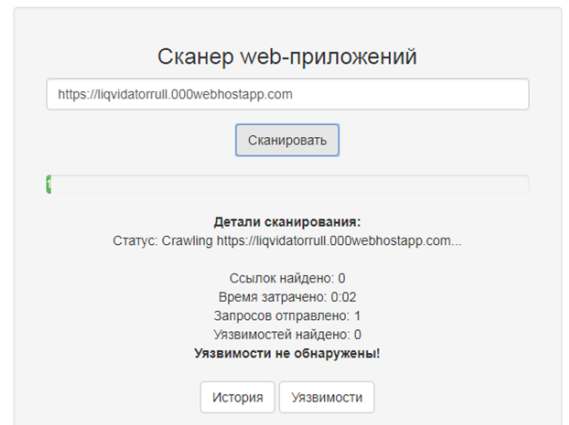 Сканер web-приложений
https://liqvidatorrull.000webhostapp.com
Сканировать
Детали сканирования:
Статус: Crawling https://liqvidatorrull.000webhostapp.com...
Ссылок найдено: 0
Время затрачено: 0:02
Запросов отправлено: 1
Уязвимостей найдено: 0
Уязвимости не обнаружены!
История Уязвимости